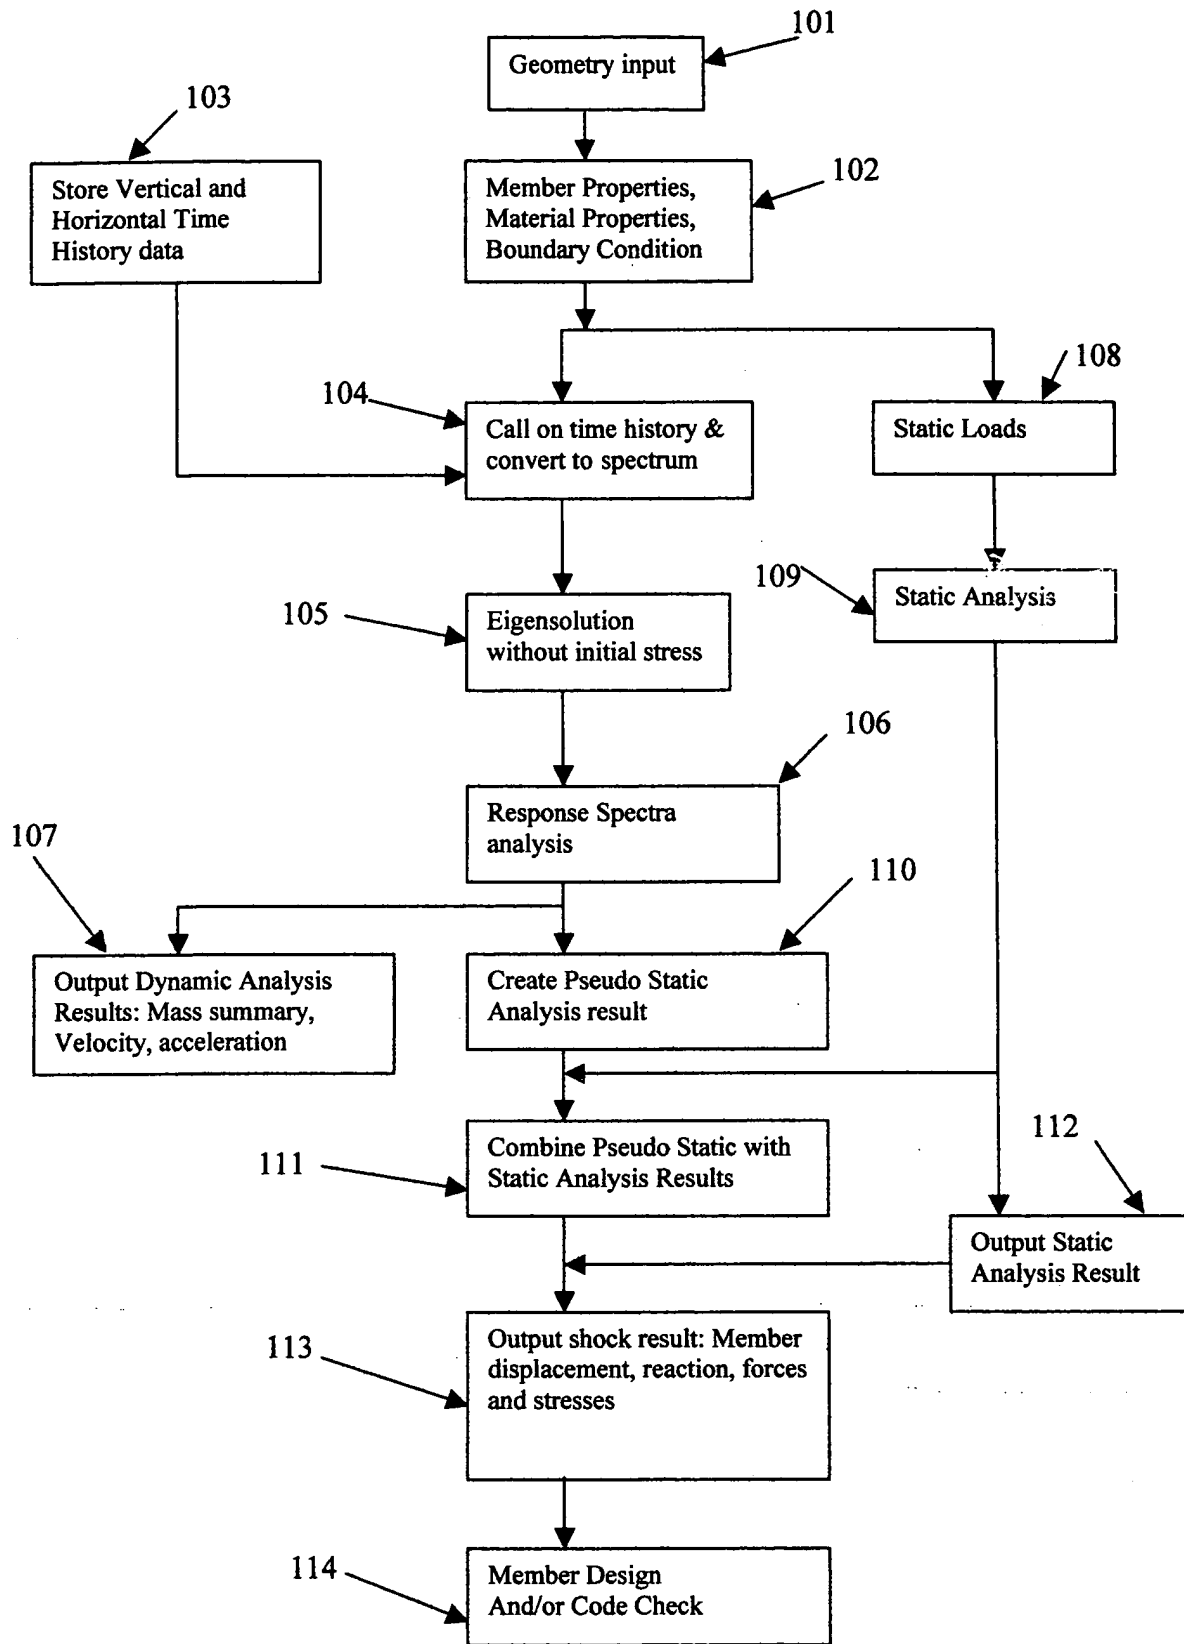 101
Geometry input
103
Store Vertical and
Horizontal Time
History data
102
Member Properties,
Material Properties,
Boundary Condition
104
Call on time history &
convert to spectrum
108
Static Loads
109
Static Analysis
105
Eigensolution
without initial stress
106
Response Spectra
analysis
107
Output Dynamic Analysis
Results: Mass summary,
Velocity, acceleration
110
Create Pseudo Static
Analysis result
111
Combine Pseudo Static with
Static Analysis Results
112
Output Static
Analysis Result
113
Output shock result: Member
displacement, reaction, forces
and stresses
114
Member Design
And/or Code Check